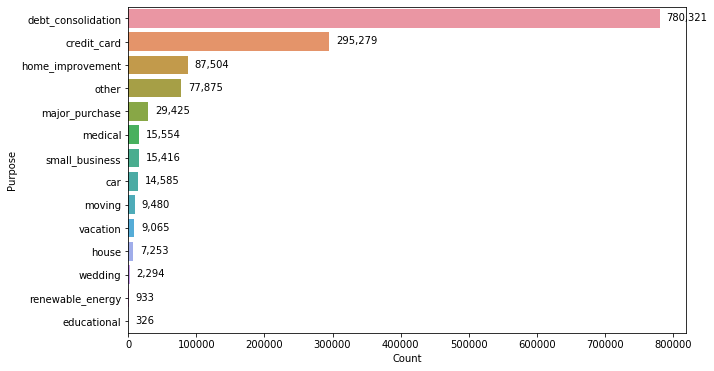 debt_consolidation 780,321
credit_card 295,279
home_improvement 87,504
other 77,875
major_purchase 29,425
medical 15,554
small_business 15,416
car 14,585
moving 9,480
vacation 9,065
house 7,253
wedding 2,294
renewable_energy 933
educational 326
Purpose
0 100000 200000 300000 400000 500000 600000 700000 800000
Count